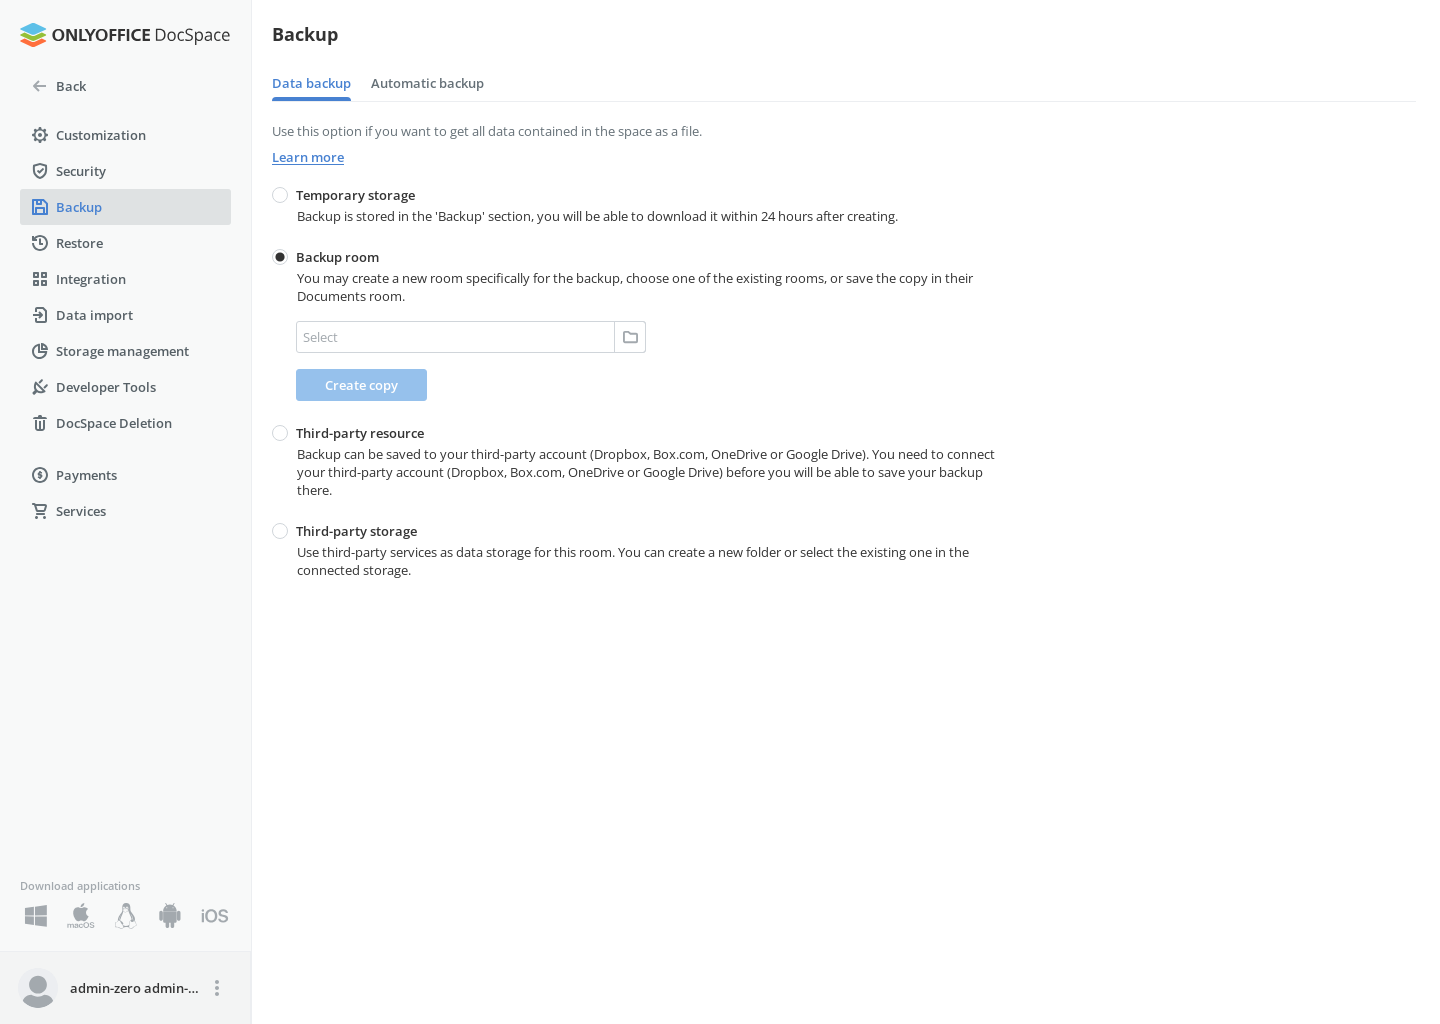 ONLYOFFICE DocSpace
Back
Customization
Security
Backup
Restore
Integration
Data import
Storage management
Developer Tools
DocSpace Deletion
Payments
Services
Download applications
macOS
iOS
admin-zero admin-...
Backup
Data backup
Automatic backup
Use this option if you want to get all data contained in the space as a file.
Learn more
Temporary storage
Backup is stored in the 'Backup' section, you will be able to download it within 24 hours after creating.
Backup room
You may create a new room specifically for the backup, choose one of the existing rooms, or save the copy in their
Documents room.
Select
Create copy
Third-party resource
Backup can be saved to your third-party account (Dropbox, Box.com, OneDrive or Google Drive). You need to connect
your third-party account (Dropbox, Box.com, OneDrive or Google Drive) before you will be able to save your backup
there.
Third-party storage
Use third-party services as data storage for this room. You can create a new folder or select the existing one in the
connected storage.